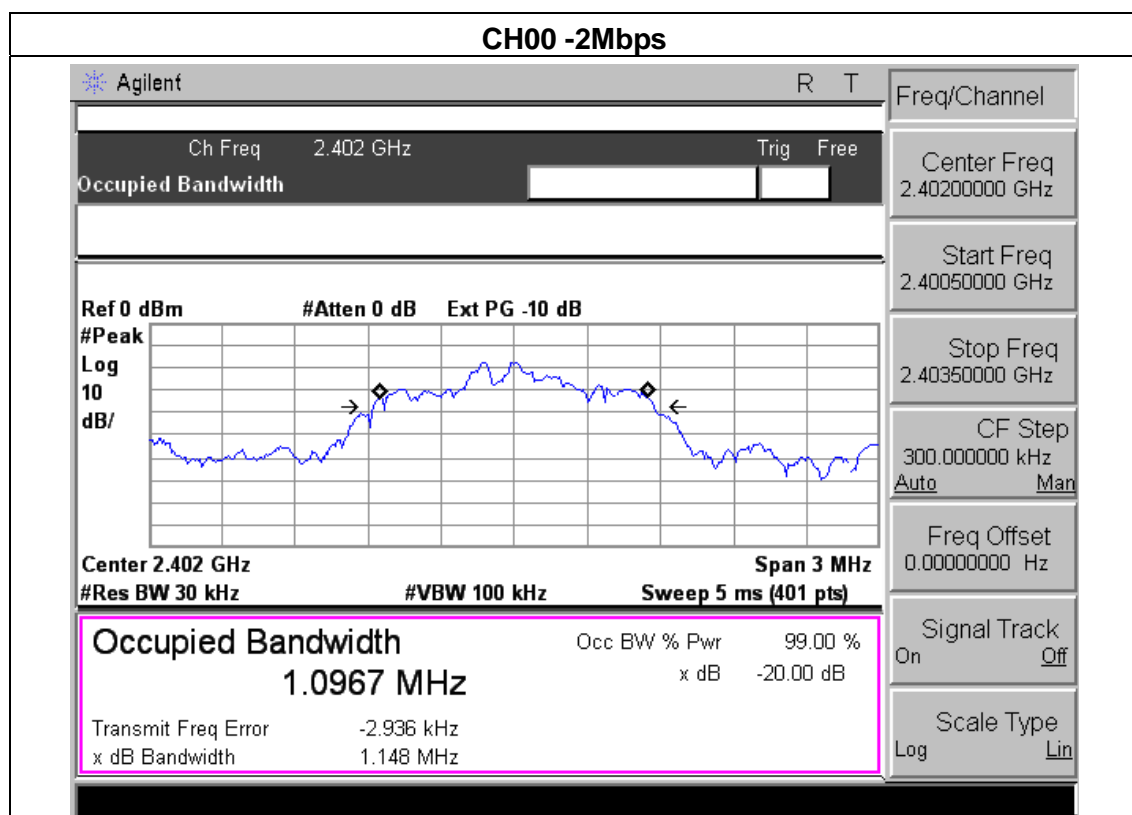 CH00 -2Mbps
Agilent R T
Ch Freq 2.402 GHz Trig Free
Occupied Bandwidth
Ref 0 dBm #Atten 0 dB Ext PG -10 dB
#Peak
Log
10
dB/
Center 2.402 GHz Span 3 MHz
#Res BW 30 kHz #VBW 100 kHz Sweep 5 ms (401 pts)
Occupied Bandwidth
1.0967 MHz
Occ BW % Pwr 99.00 %
x dB -20.00 dB
Transmit Freq Error -2.936 kHz
x dB Bandwidth 1.148 MHz
Freq/Channel
Center Freq
2.40200000 GHz
Start Freq
2.40050000 GHz
Stop Freq
2.40350000 GHz
CF Step
300.000000 kHz
Auto Man
Freq Offset
0.00000000 Hz
Signal Track
On Off
Scale Type
Log Lin